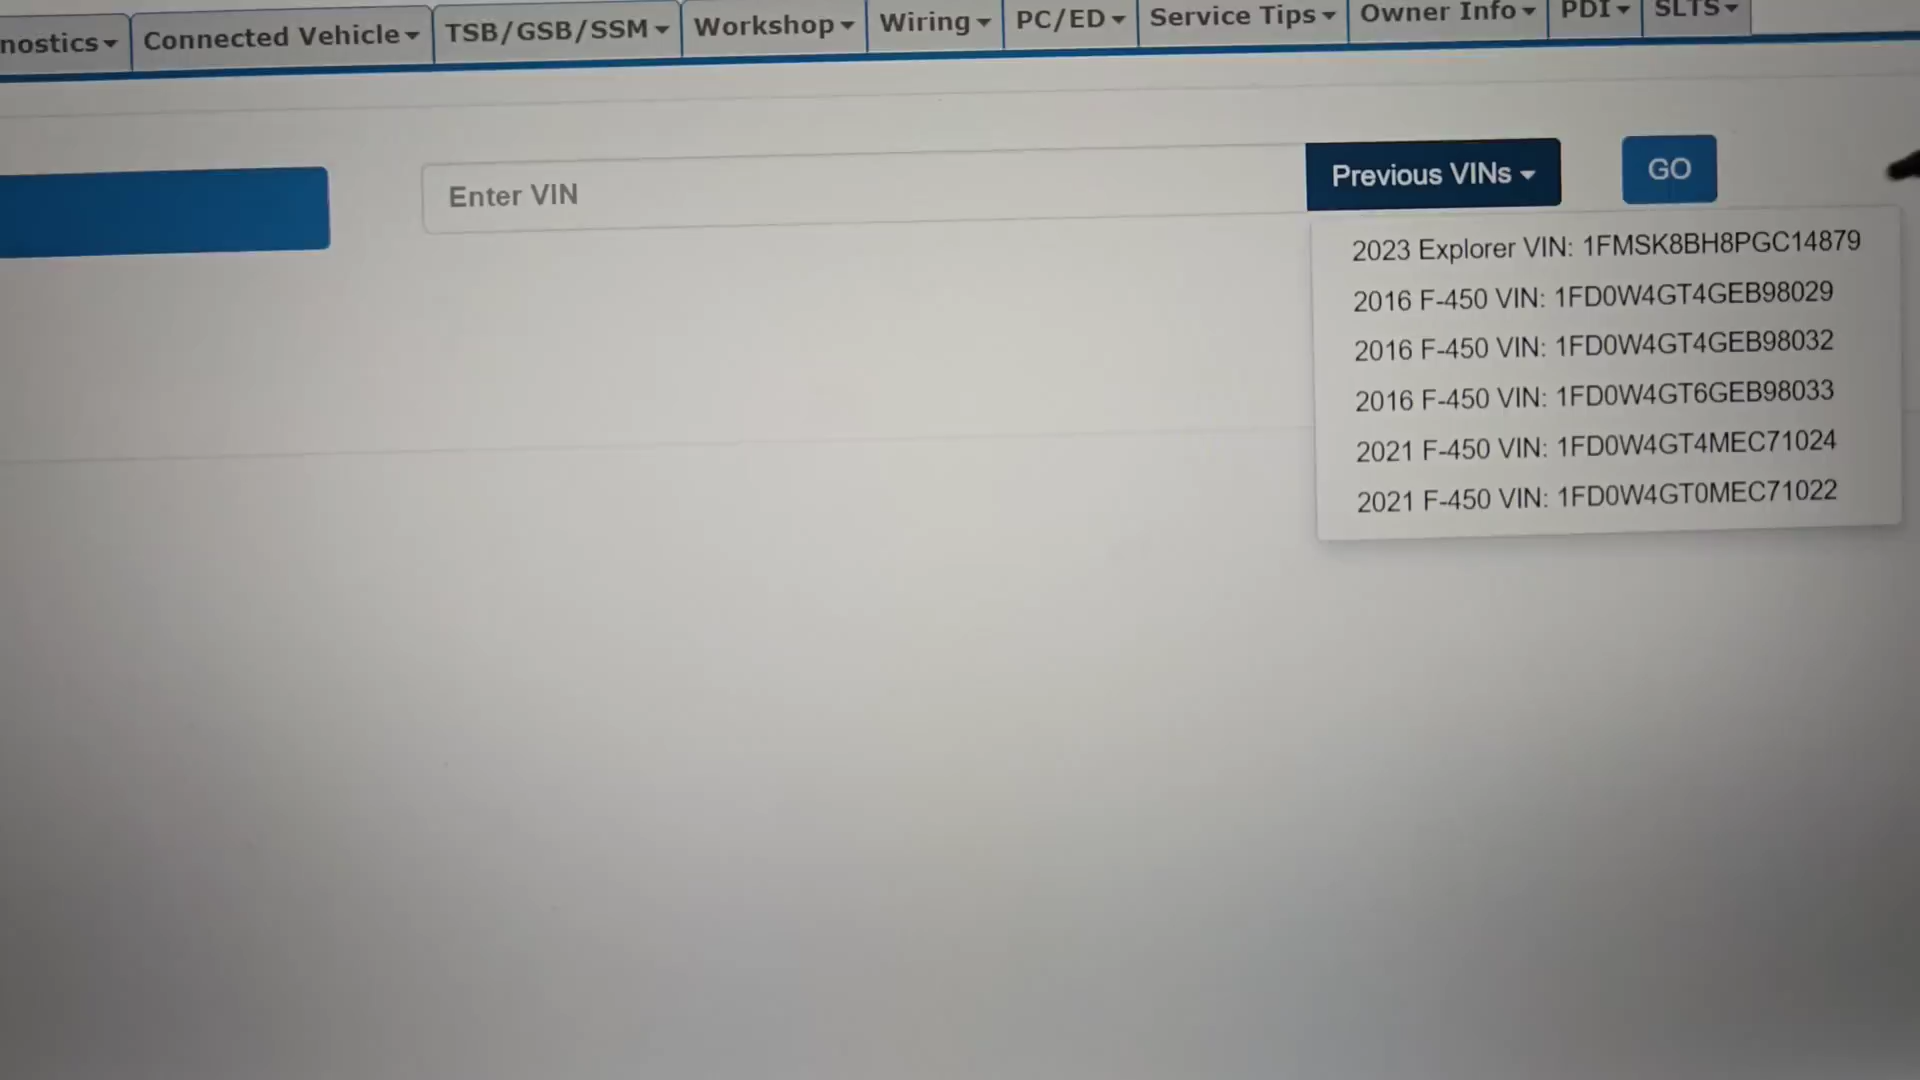 nostics
Connected Vehicle
TSB/GSB/SSM
Workshop
Wiring
PC/ED
Service Tips
Owner Info
PDI
SLTS
Enter VIN
Previous VINs
GO
2023 Explorer VIN: 1FMSK8BH8PGC14879
2016 F-450 VIN: 1FD0W4GT4GEB98029
2016 F-450 VIN: 1FD0W4GT4GEB98032
2016 F-450 VIN: 1FD0W4GT6GEB98033
2021 F-450 VIN: 1FD0W4GT4MEC71024
2021 F-450 VIN: 1FD0W4GT0MEC71022